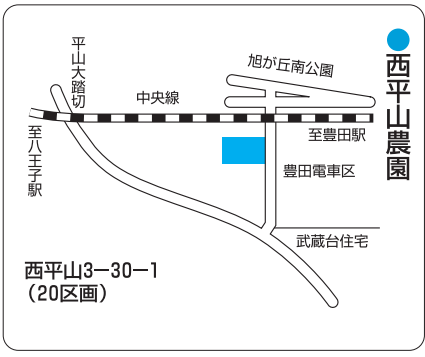 西平山農園
旭が丘南公園
平山大踏切
中央線
至八王子駅
至豊田駅
豊田電車区
武蔵台住宅
西平山3−30−1
（20区画）